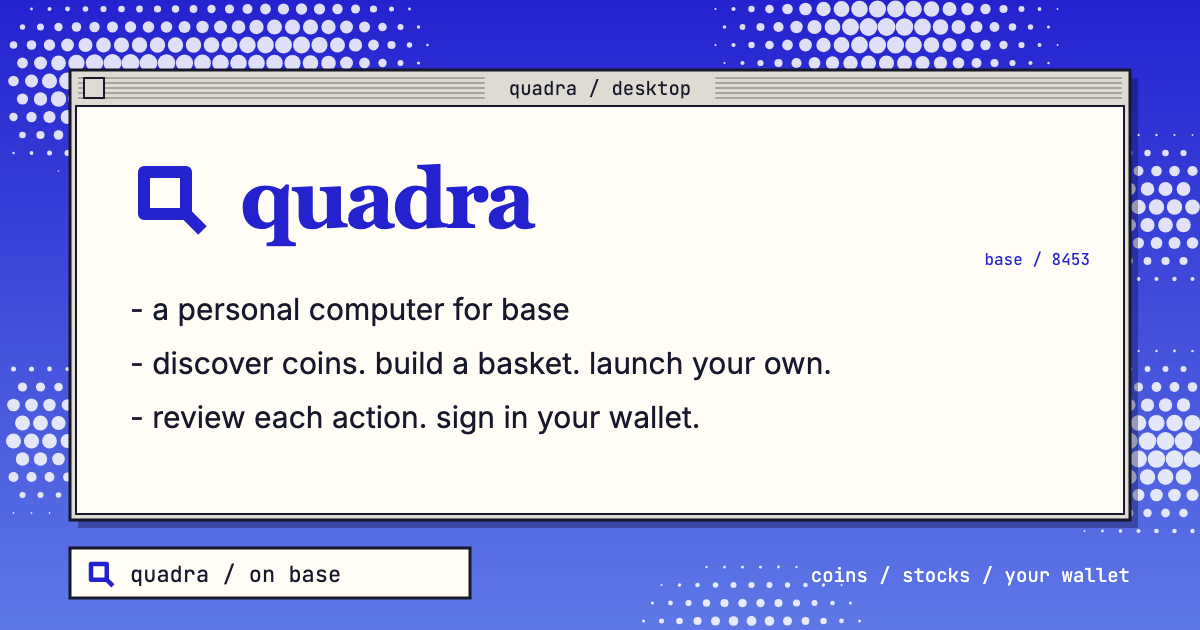 quadra / desktop
quadra
base / 8453
- a personal computer for base
- discover coins. build a basket. launch your own.
- review each action. sign in your wallet.
quadra / on base
coins / stocks / your wallet